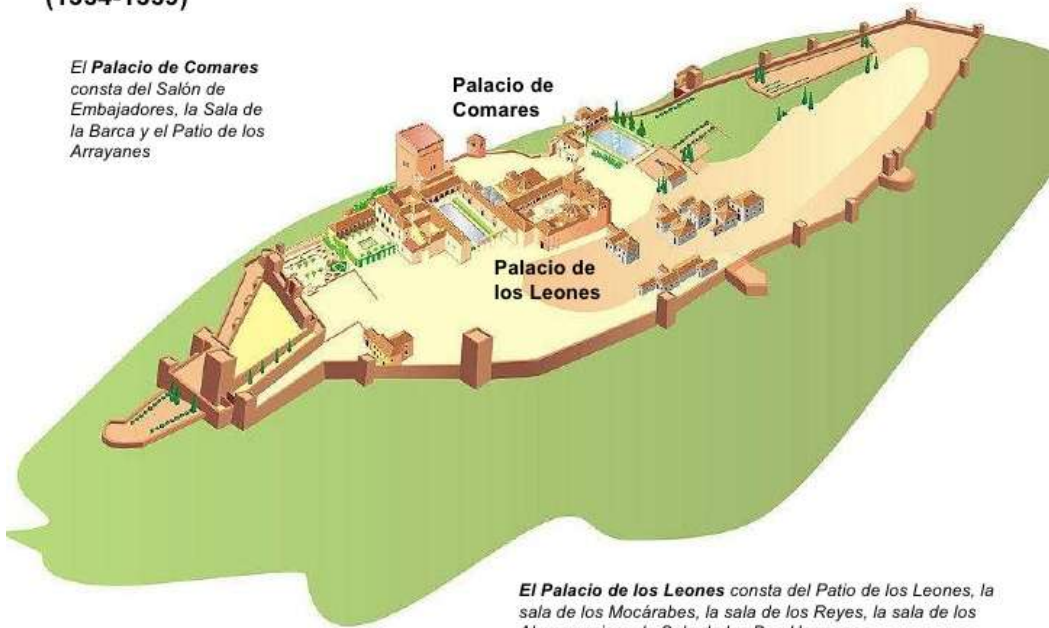 El Palacio de Comares
consta del Salón de
Embajadores, la Sala de
la Barca y el Patio de los
Arrayanes
Palacio de
Comares
Palacio de
los Leones
El Palacio de los Leones consta del Patio de los Leones, la
sala de los Mocárabes, la sala de los Reyes, la sala de los